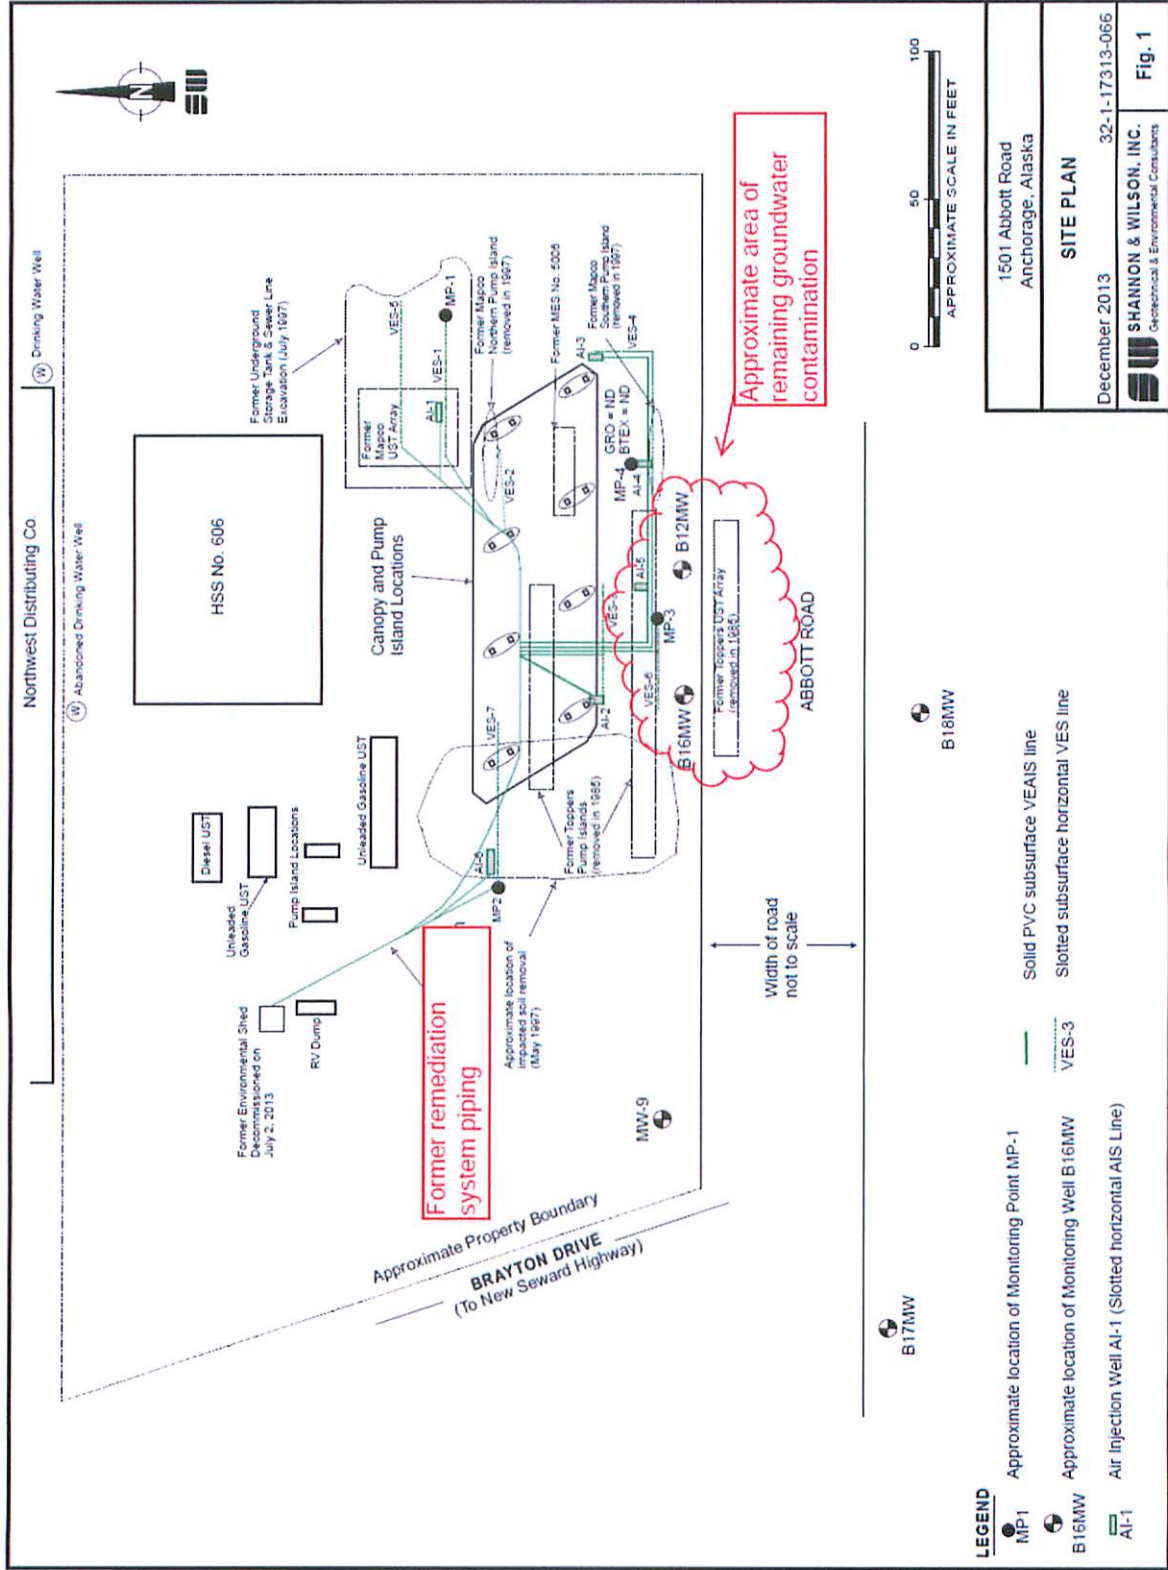 Northwest Distributing Co.
W Drinking Water Well
W Abandoned Drinking Water Well
N
HSS No. 606
Former Underground
Storage Tank & Sewer Line
Excavation (July 1997)
Diesel UST
Unleaded
Gasoline UST
Pump Island Locations
Unleaded Gasoline UST
Former Environmental Shed
Decommissioned on
July 2, 2013
RV Dump
Canopy and Pump
Island Locations
Former
Mapco
UST Array
AI-1
VES-5
VES-1
MP-1
Former Mapco
Northern Pump Island
(removed in 1997)
VES-2
Former MES No. 5006
VES-7
AI-6
MP2
Former remediation
system piping
Approximate location of
impacted soil removal
(May 1997)
Former Toppers
Pump Islands
(removed in 1985)
AI-2
AI-3
Former Mapco
Southern Pump Island
(removed in 1997)
VES-4
GRO = ND
BTEX = ND
MP-4
AI-4
AI-5
VES-6
MP-3
B12MW
B16MW
Former Toppers UST Array
(removed in 1985)
Approximate area of
remaining groundwater
contamination
MW-9
Approximate Property Boundary
BRAYTON DRIVE
(To New Seward Highway)
Width of road
not to scale
ABBOTT ROAD
B17MW
B18MW
0 50 100
APPROXIMATE SCALE IN FEET
LEGEND
MP1 Approximate location of Monitoring Point MP-1
B16MW Approximate location of Monitoring Well B16MW
AI-1 Air Injection Well AI-1 (Slotted horizontal AIS Line)
Solid PVC subsurface VEAIS line
VES-3 Slotted subsurface horizontal VES line
1501 Abbott Road
Anchorage, Alaska
SITE PLAN
December 2013 32-1-17313-066
SHANNON & WILSON, INC.
Geotechnical & Environmental Consultants
Fig. 1